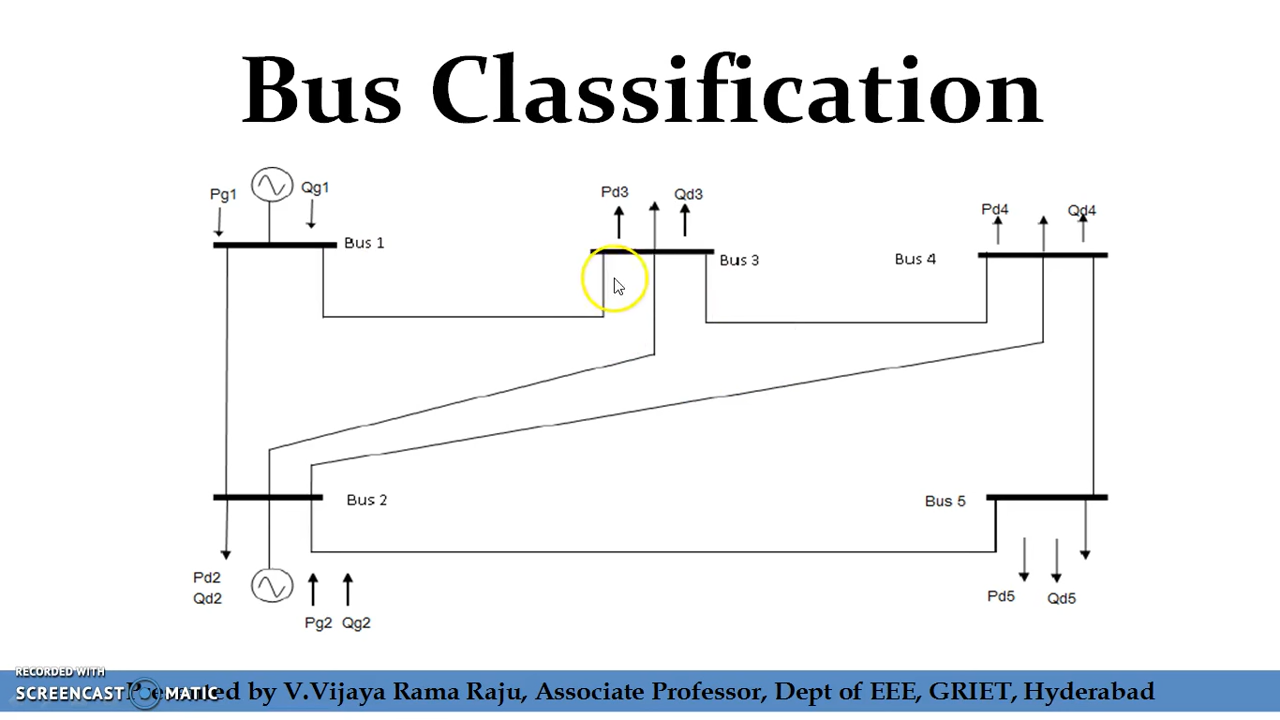 Bus Classification
Pg1
Qg1
Bus 1
Pd3
Qd3
Bus 3
Pd4
Qd4
Bus 4
Bus 2
Pd2
Qd2
Pg2
Qg2
Bus 5
Pd5
Qd5
RECORDED WITH
SCREENCAST MATIC
Presented by V.Vijaya Rama Raju, Associate Professor, Dept of EEE, GRIET, Hyderabad